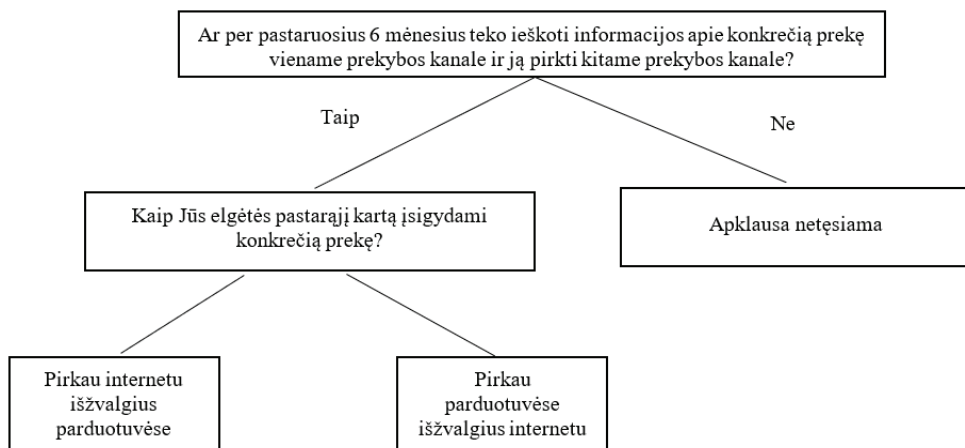 Ar per pastaruosius 6 mėnesius teko ieškoti informacijos apie konkrečią prekę
viename prekybos kanale ir ją pirkti kitame prekybos kanale?
Taip
Ne
Kaip Jūs elgėtės pastarąjį kartą įsigydami
konkrečią prekę?
Apklausa netęsiama
Pirkau internetu
išžvalgius
parduotuvėse
Pirkau
parduotuvėse
išžvalgius internetu